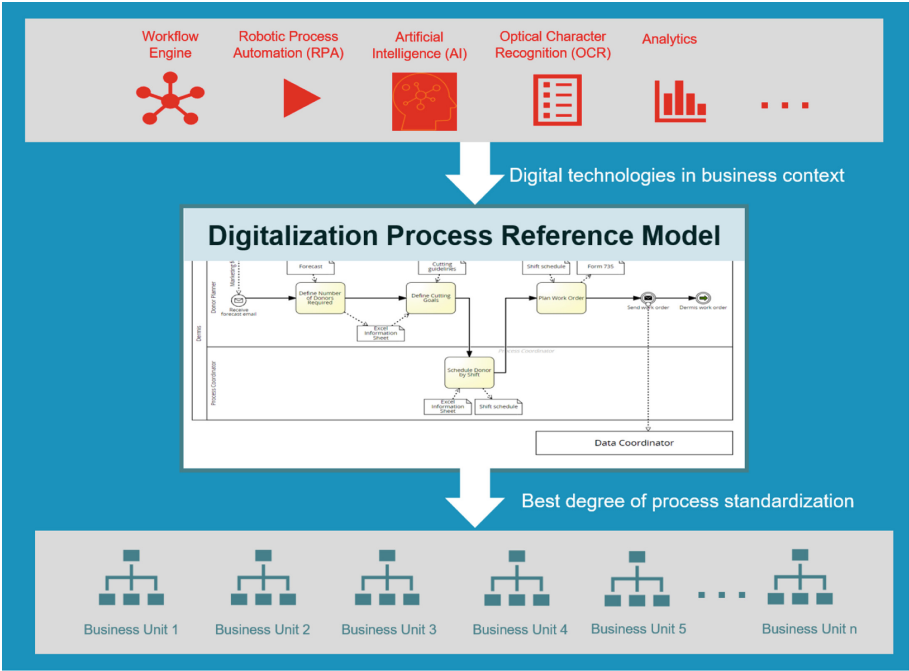 Workflow
Engine
Robotic Process
Automation (RPA)
Artificial
Intelligence (AI)
Optical Character
Recognition (OCR)
Analytics
Digital technologies in business context
Digitalization Process Reference Model
Forecast
Cutting
guidelines
Shift schedule
Form 735
Donor Planner
Define Number
of Donors
Required
Define Cutting
Goals
Plan Work Order
Receive
forecast email
Send work order
Dermis work order
Excel
Information
Sheet
Dermis
Process Coordinator
Process Coordinator
Schedule Donor
by Shift
Excel
Information
Sheet
Shift schedule
Data Coordinator
Best degree of process standardization
Business Unit 1
Business Unit 2
Business Unit 3
Business Unit 4
Business Unit 5
Business Unit n